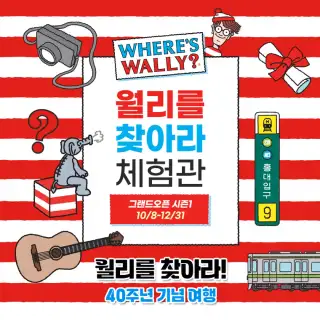 WHERE'S
WALLY?
월리를
찾아라
체험관
그랜드오픈 시즌1
10/8-12/31
?
홍대입구
9
월리를 찾아라!
40주년 기념 여행